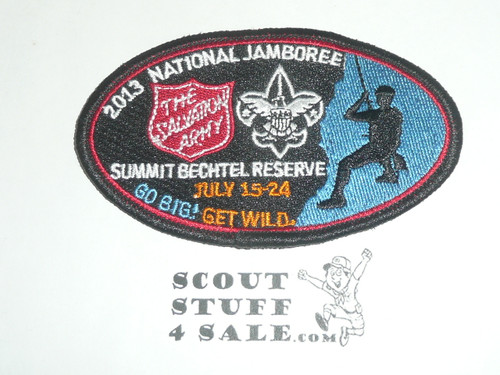 2013 NATIONAL JAMBOREE
THE
SALVATION
ARMY
SUMMIT BECHTEL RESERVE
JULY 15-24
GO BIG! GET WILD.
SCOUT
STUFF
4 SALE.COM